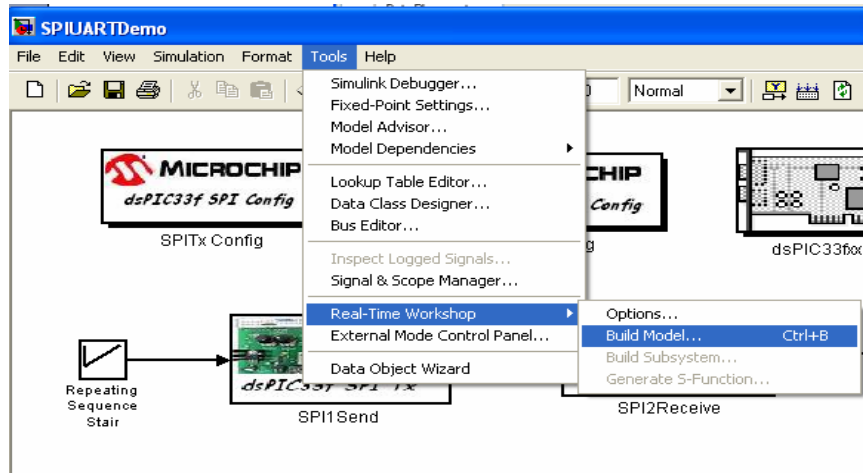 SPIUARTDemo
File Edit View Simulation Format Tools Help
Normal
Simulink Debugger...
Fixed-Point Settings...
Model Advisor...
Model Dependencies
Lookup Table Editor...
Data Class Designer...
Bus Editor...
Inspect Logged Signals...
Signal & Scope Manager...
Real-Time Workshop
External Mode Control Panel...
Data Object Wizard
Options...
Build Model... Ctrl+B
Build Subsystem...
Generate S-Function...
MICROCHIP
dsPIC33f SPI Config
SPITx Config
CHIP
Config
g
dsPIC33fxx
Repeating
Sequence
Stair
dsPIC33f SPI Tx
SPI1Send
SPI2Receive